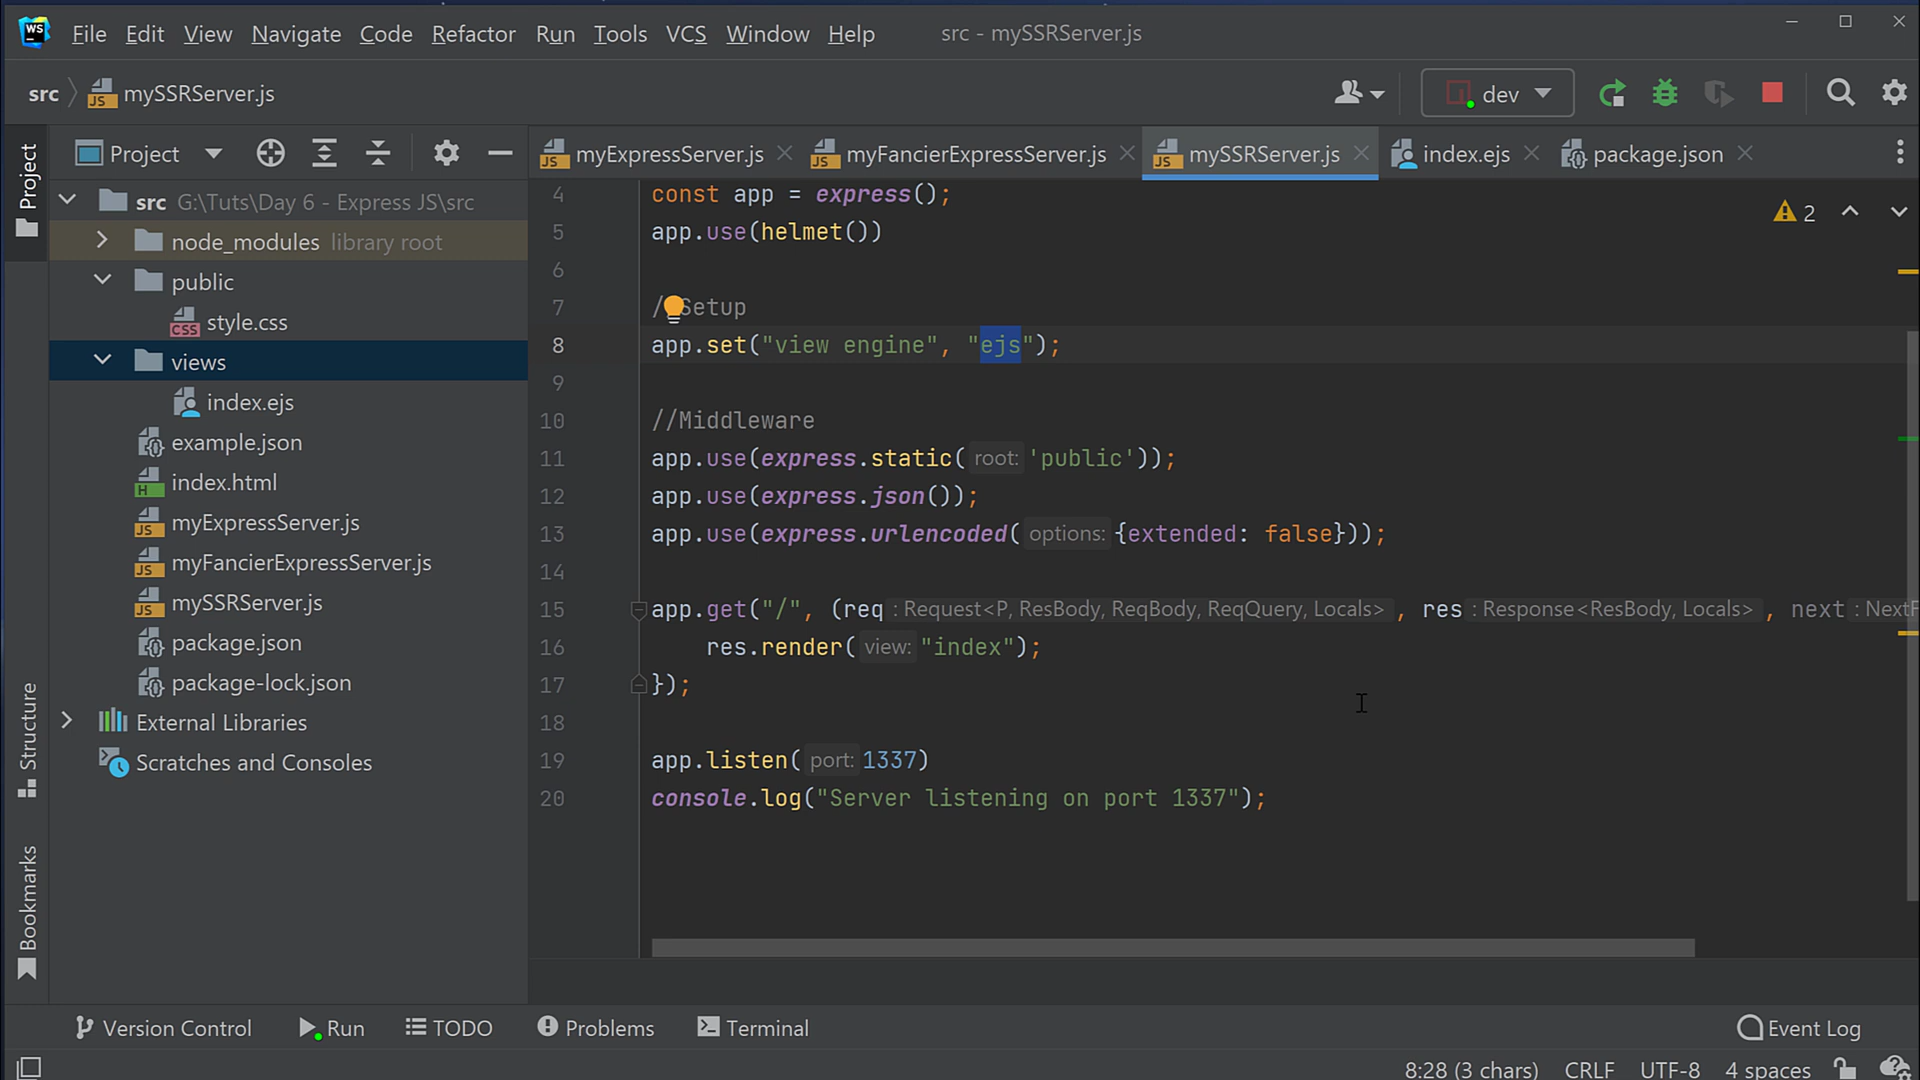 WS File Edit View Navigate Code Refactor Run Tools VCS Window Help src - mySSRServer.js
src mySSRServer.js dev
Project
Project
myExpressServer.js myFancierExpressServer.js mySSRServer.js index.ejs package.json
src G:\Tuts\Day 6 - Express JS\src
node_modules library root
public
style.css
views
index.ejs
example.json
index.html
myExpressServer.js
myFancierExpressServer.js
mySSRServer.js
package.json
package-lock.json
External Libraries
Scratches and Consoles
Structure
Bookmarks
2
4 const app = express();
5 app.use(helmet())
6
7 /Setup
8 app.set("view engine", "ejs");
9
10 //Middleware
11 app.use(express.static( root: 'public'));
12 app.use(express.json());
13 app.use(express.urlencoded( options: {extended: false}));
14
15 app.get("/", (req : Request<P, ResBody, ReqBody, ReqQuery, Locals> , res : Response<ResBody, Locals> , next : NextF
16 res.render( view: "index");
17 });
18
19 app.listen( port: 1337)
20 console.log("Server listening on port 1337");
Version Control Run TODO Problems Terminal Event Log
8:28 (3 chars) CRLF UTF-8 4 spaces